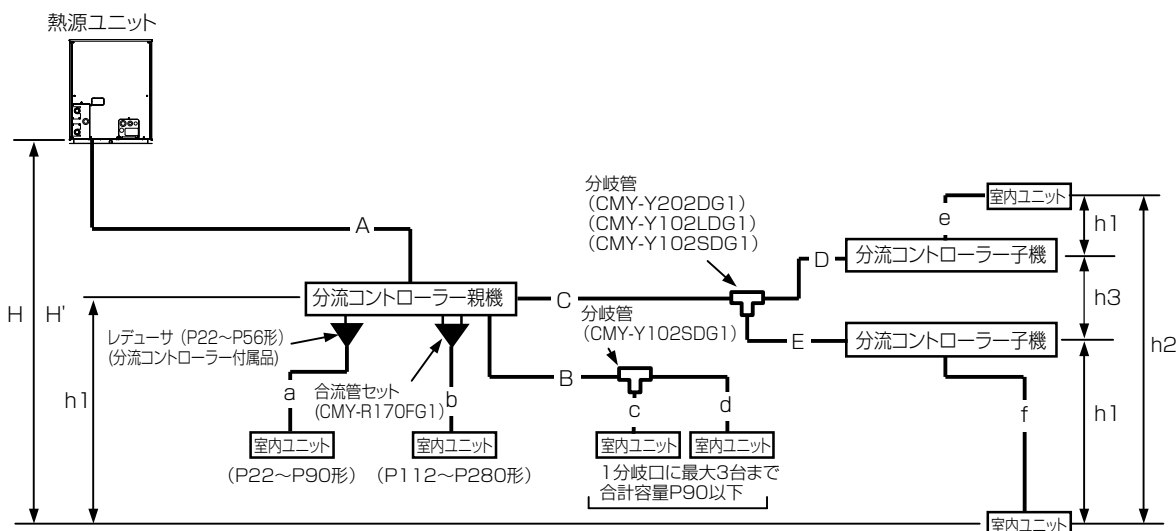 熱源ユニット
分岐管
(CMY-Y202DG1)
(CMY-Y102LDG1)
(CMY-Y102SDG1)
室内ユニット
e
h1
A
D
分流コントローラー子機
H
H'
分流コントローラー親機
C
h3
分岐管
(CMY-Y102SDG1)
レデューサ (P22~P56形)
(分流コントローラー付属品)
E
分流コントローラー子機
h2
B
h1
a
合流管セット
(CMY-R170FG1)
b
c
d
f
h1
室内ユニット
室内ユニット
室内ユニット
室内ユニット
(P22~P90形)
(P112~P280形)
1分岐口に最大3台まで
合計容量P90以下
室内ユニット